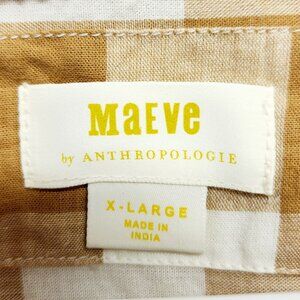 MaEve
by ANTHROPOLOGIE
X-LARGE
MADE IN
INDIA